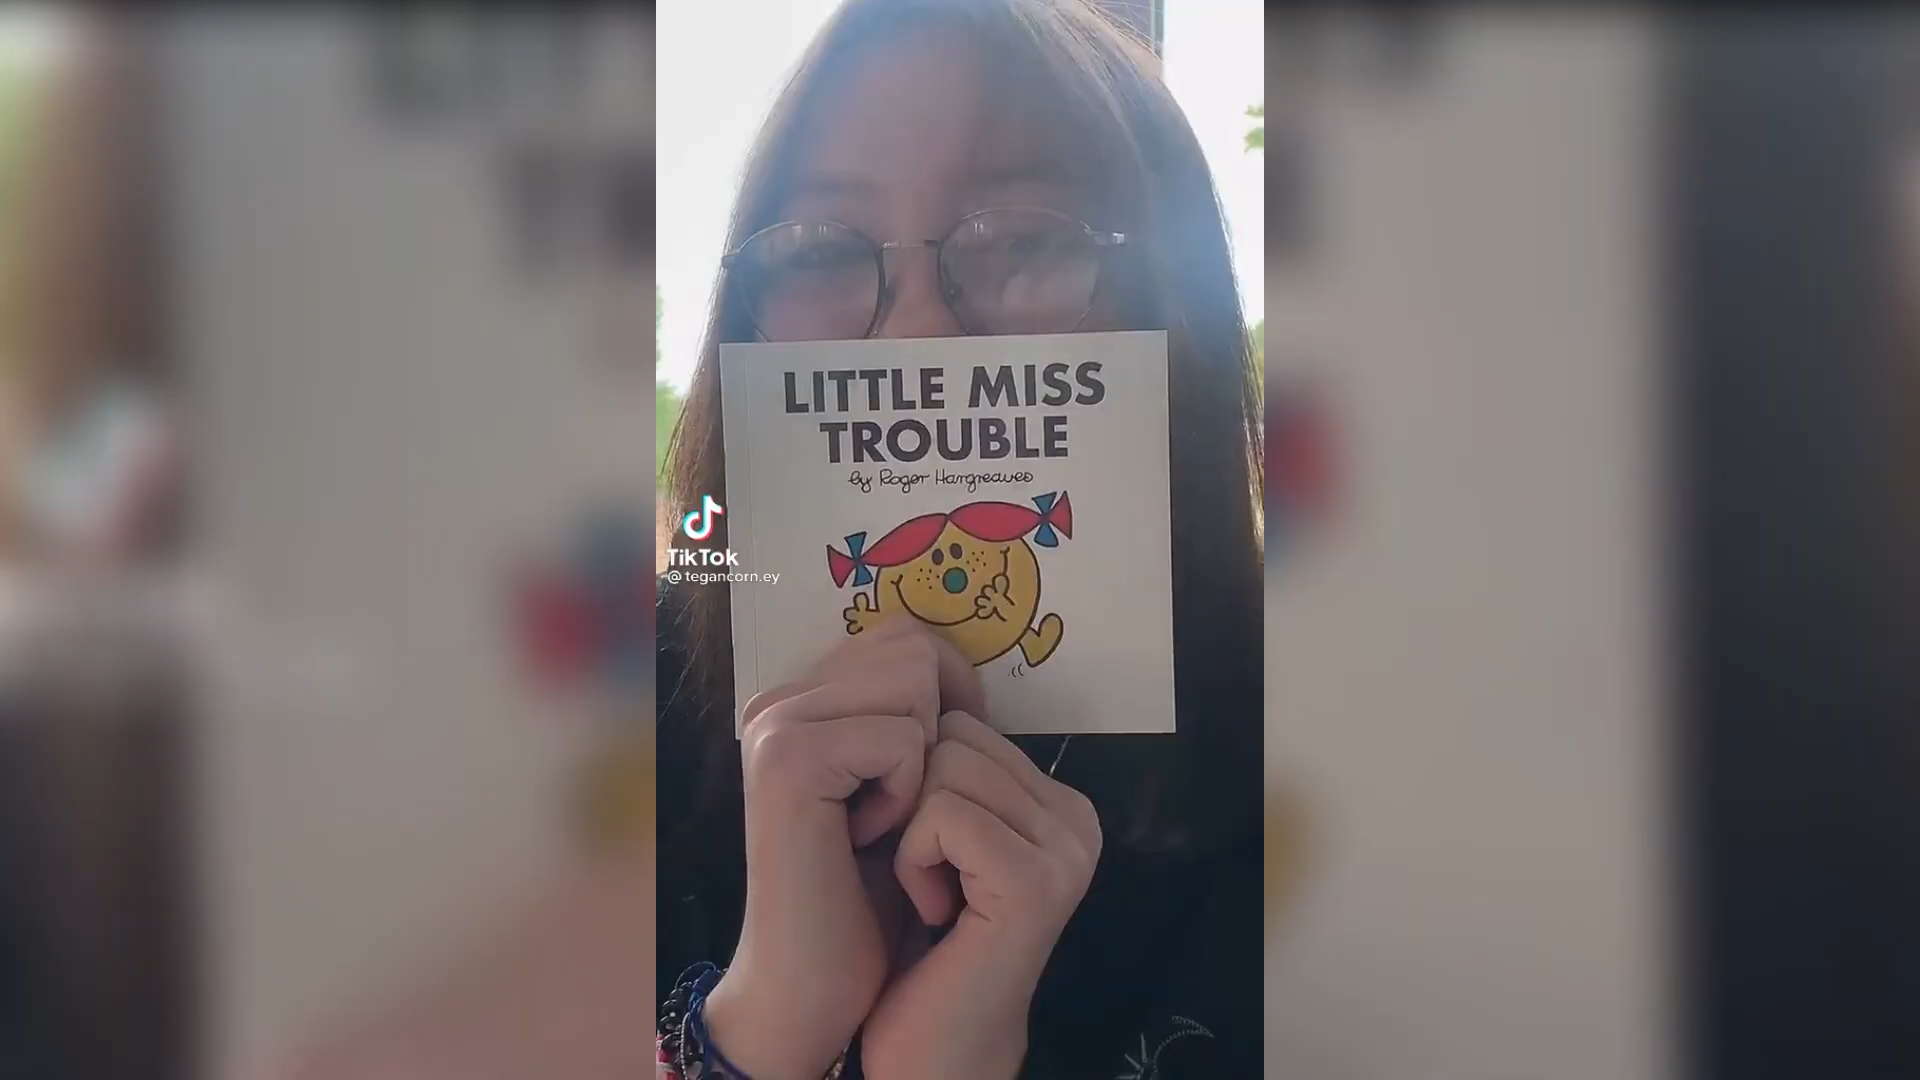 LITTLE MISS
TROUBLE
by Roger Hargreaves
TikTok
@tegancorn.ey